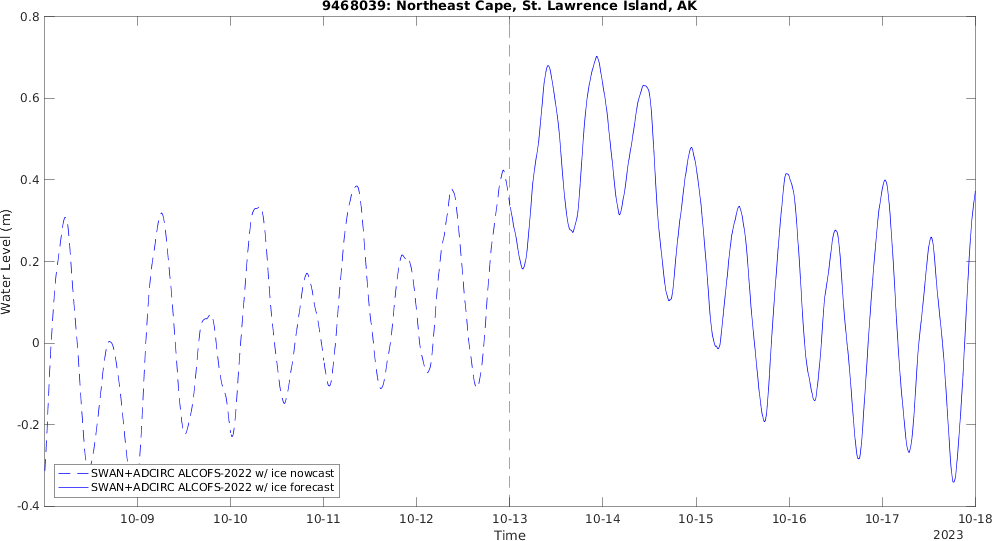 9468039: Northeast Cape, St. Lawrence Island, AK
0.8
0.6
0.4
0.2
0
-0.2
-0.4
Water Level (m)
SWAN+ADCIRC ALCOFS-2022 w/ ice nowcast
SWAN+ADCIRC ALCOFS-2022 w/ ice forecast
10-09 10-10 10-11 10-12 10-13 10-14 10-15 10-16 10-17 10-18
Time
2023